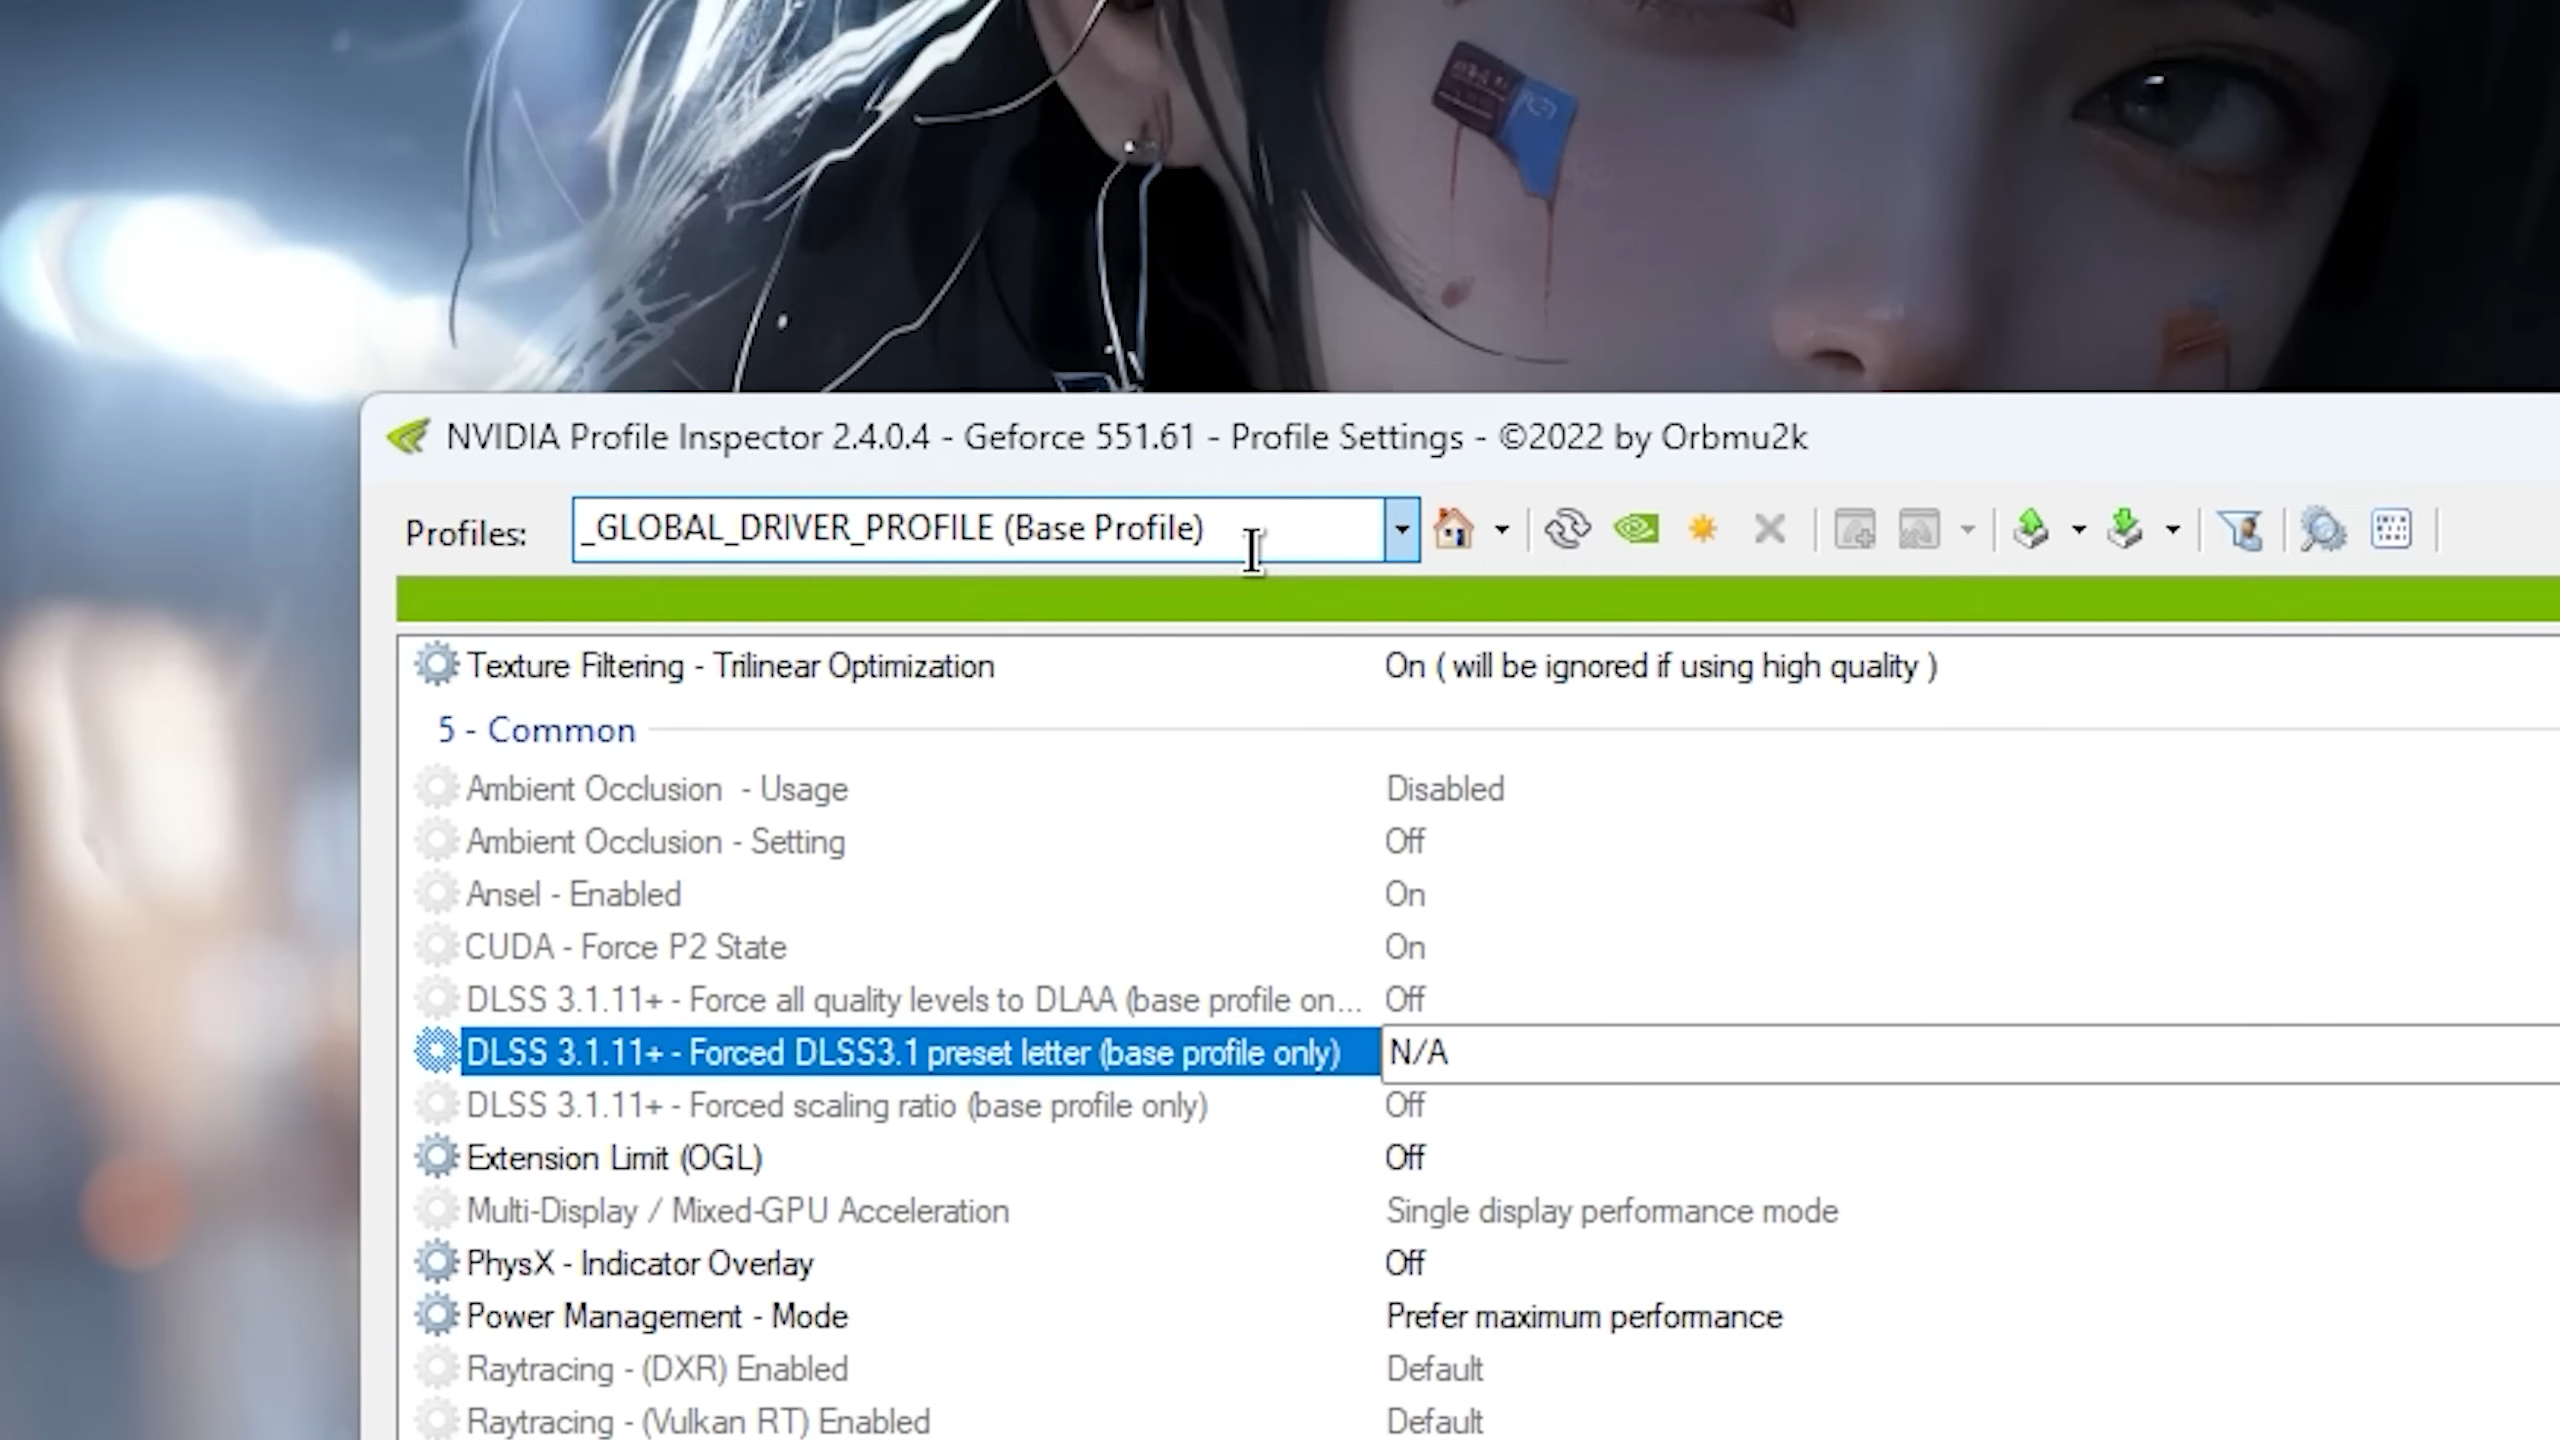 NVIDIA Profile Inspector 2.4.0.4 - Geforce 551.61 - Profile Settings - ©2022 by Orbmu2k
Profiles: _GLOBAL_DRIVER_PROFILE (Base Profile)
Texture Filtering - Trilinear Optimization On ( will be ignored if using high quality )
5 - Common
Ambient Occlusion - Usage Disabled
Ambient Occlusion - Setting Off
Ansel - Enabled On
CUDA - Force P2 State On
DLSS 3.1.11+ - Force all quality levels to DLAA (base profile on... Off
DLSS 3.1.11+ - Forced DLSS3.1 preset letter (base profile only) N/A
DLSS 3.1.11+ - Forced scaling ratio (base profile only) Off
Extension Limit (OGL) Off
Multi-Display / Mixed-GPU Acceleration Single display performance mode
PhysX - Indicator Overlay Off
Power Management - Mode Prefer maximum performance
Raytracing - (DXR) Enabled Default
Raytracing - (Vulkan RT) Enabled Default